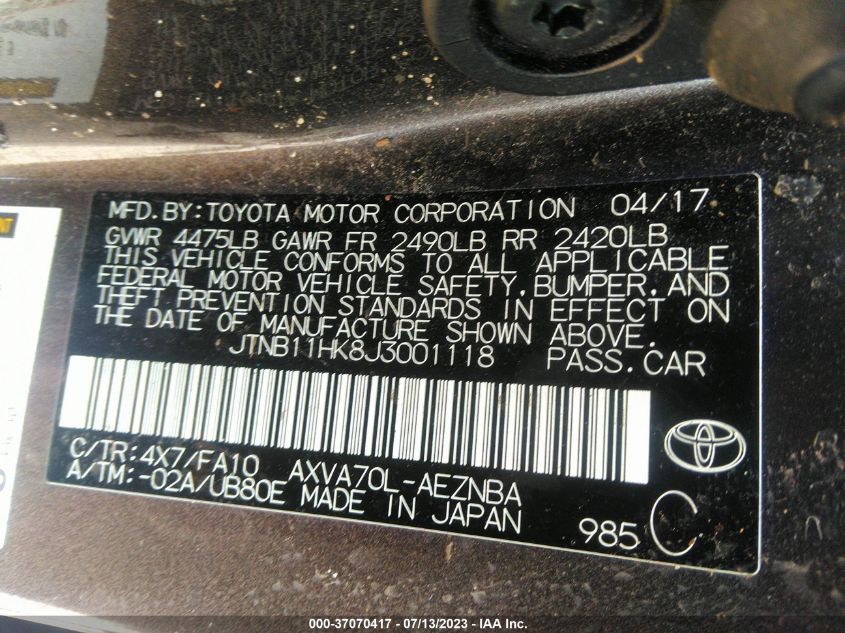 MFD.BY:TOYOTA MOTOR CORPORATION 04/17
GVWR 4475LB GAWR FR 2490LB RR 2420LB
THIS VEHICLE CONFORMS TO ALL APPLICABLE
FEDERAL MOTOR VEHICLE SAFETY,BUMPER,AND
THEFT PREVENTION STANDARDS IN EFFECT ON
THE DATE OF MANUFACTURE SHOWN ABOVE.
JTNB11HK8J3001118 PASS.CAR
C/TR:4X7/FA10 AXVA70L-AEZNBA
A/TM:-02A/UB80E MADE IN JAPAN
985 C
000-37070417 - 07/13/2023 - IAA Inc.